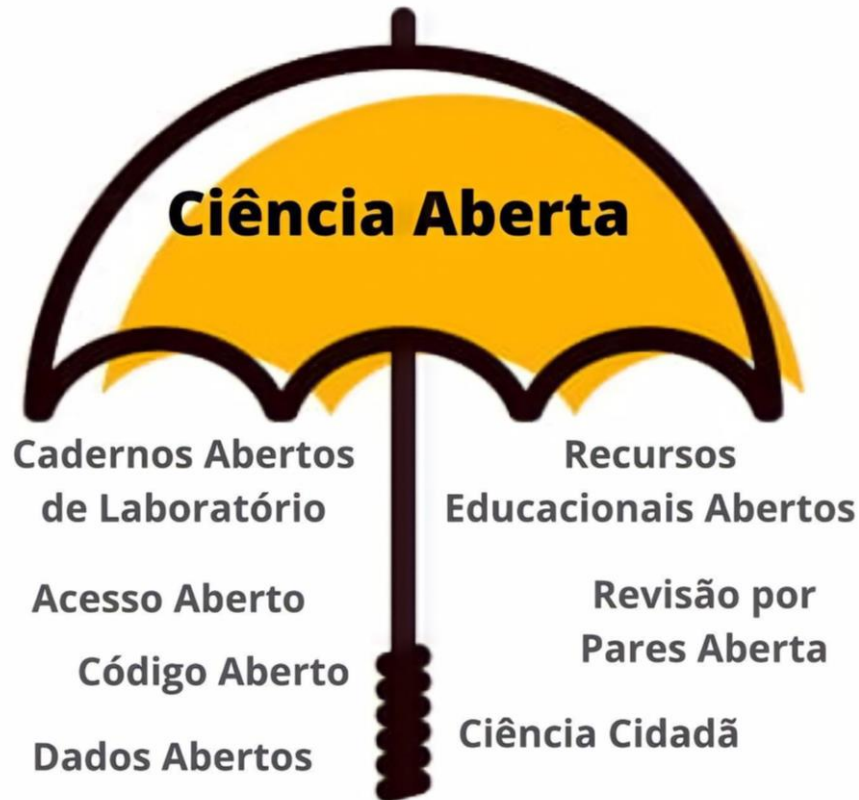 Ciência Aberta
Cadernos Abertos
de Laboratório
Acesso Aberto
Código Aberto
Dados Abertos
Recursos
Educacionais Abertos
Revisão por
Pares Aberta
Ciência Cidadã